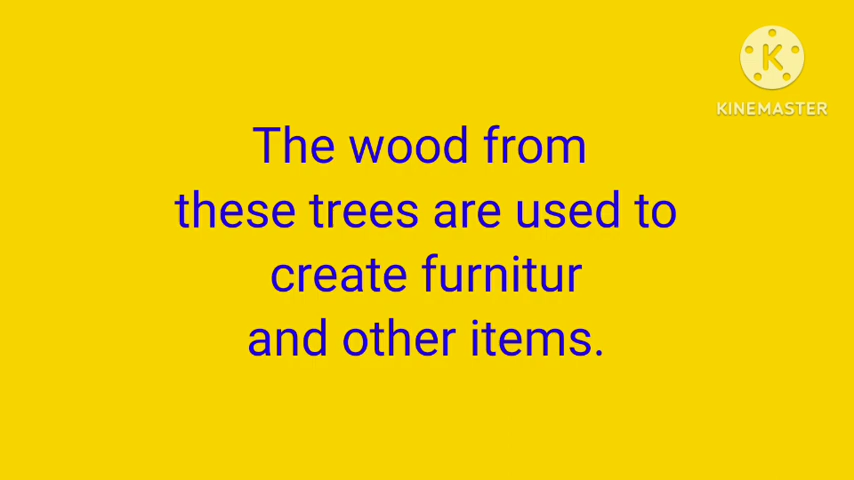 KINEMASTER
The wood from
these trees are used to
create furnitur
and other items.